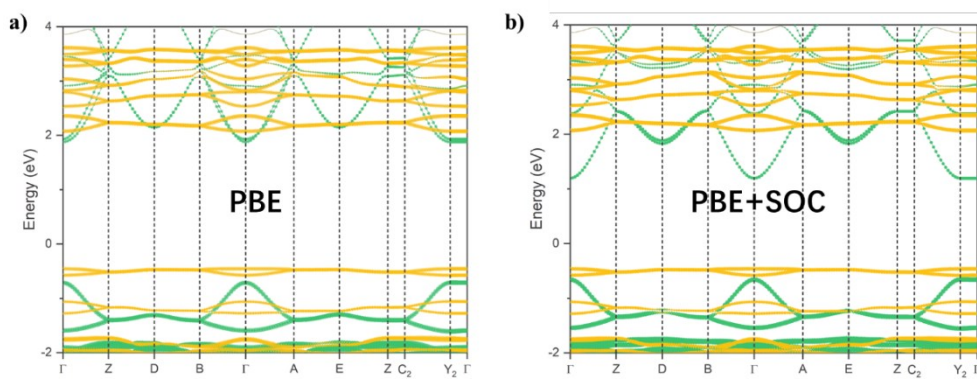 a)
4
2
0
-2
Energy (eV)
PBE
Γ Z D B Γ A E Z C₂ Y₂ Γ
b)
4
2
0
-2
Energy (eV)
PBE+SOC
Γ Z D B Γ A E Z C₂ Y₂ Γ